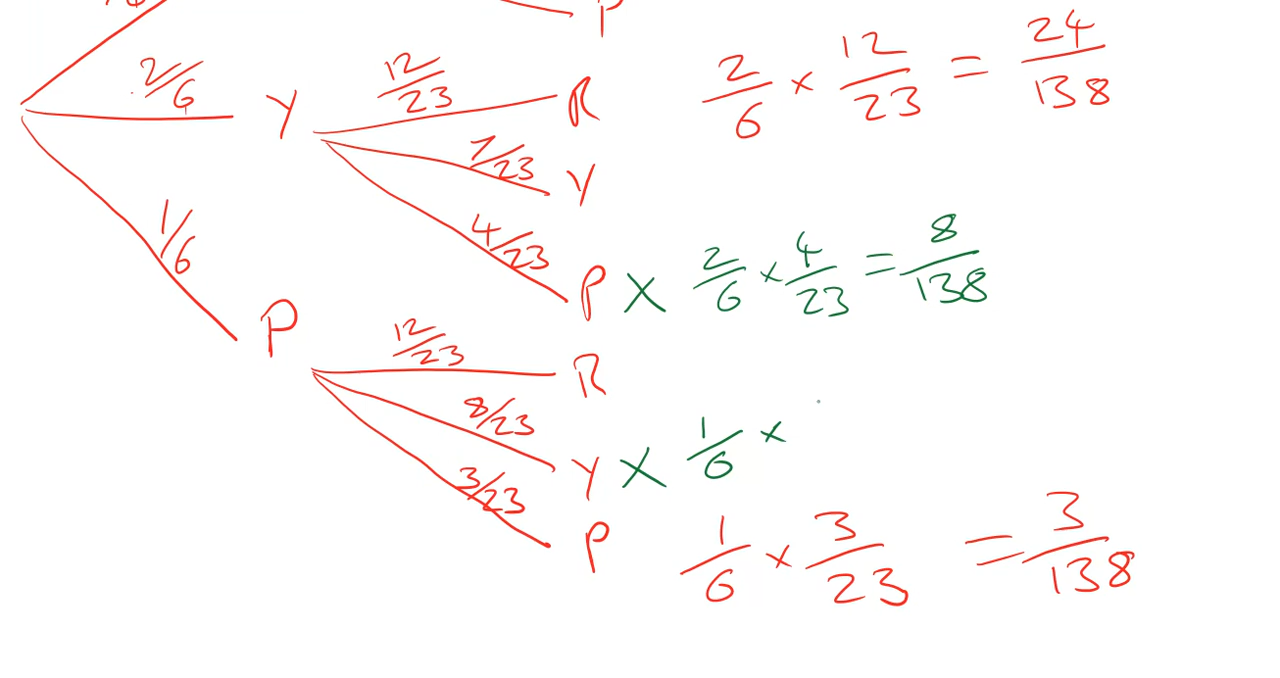 P
2/6 × 12/23 = 24/138
2/6 Y 12/23 R
7/23 Y
4/23 P × 2/6 × 4/23 = 8/138
1/6
P 12/23 R
8/23 Y × 1/6 ×
3/23 P 1/6 × 3/23 = 3/138